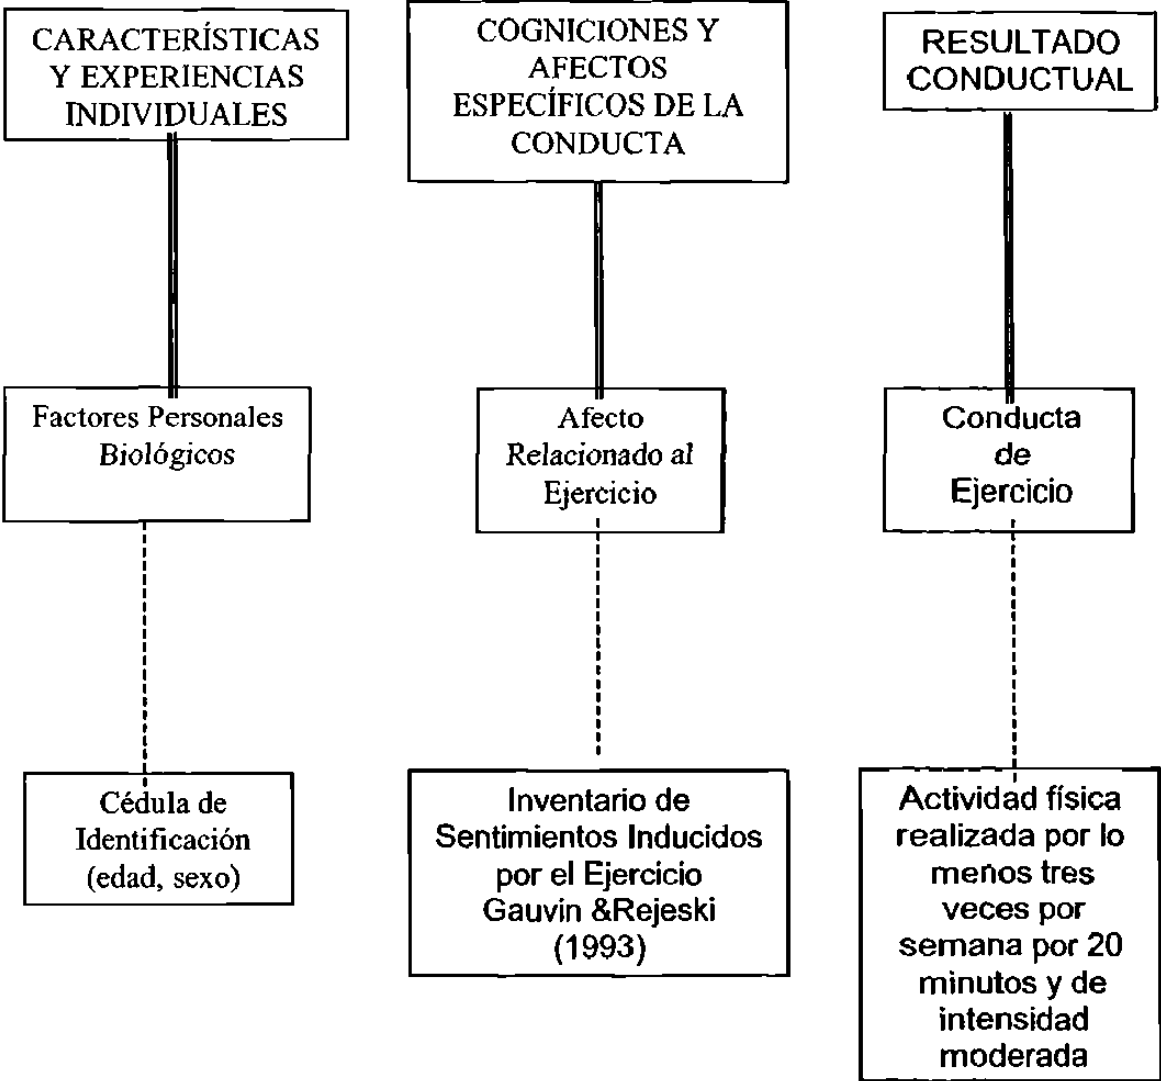 CARACTERÍSTICAS
Y EXPERIENCIAS
INDIVIDUALES
COGNICIONES Y
AFECTOS
ESPECÍFICOS DE LA
CONDUCTA
RESULTADO
CONDUCTUAL
Factores Personales
Biológicos
Afecto
Relacionado al
Ejercicio
Conducta
de
Ejercicio
Cédula de
Identificación
(edad, sexo)
Inventario de
Sentimientos Inducidos
por el Ejercicio
Gauvin &Rejeski
(1993)
Actividad física
realizada por lo
menos tres
veces por
semana por 20
minutos y de
intensidad
moderada